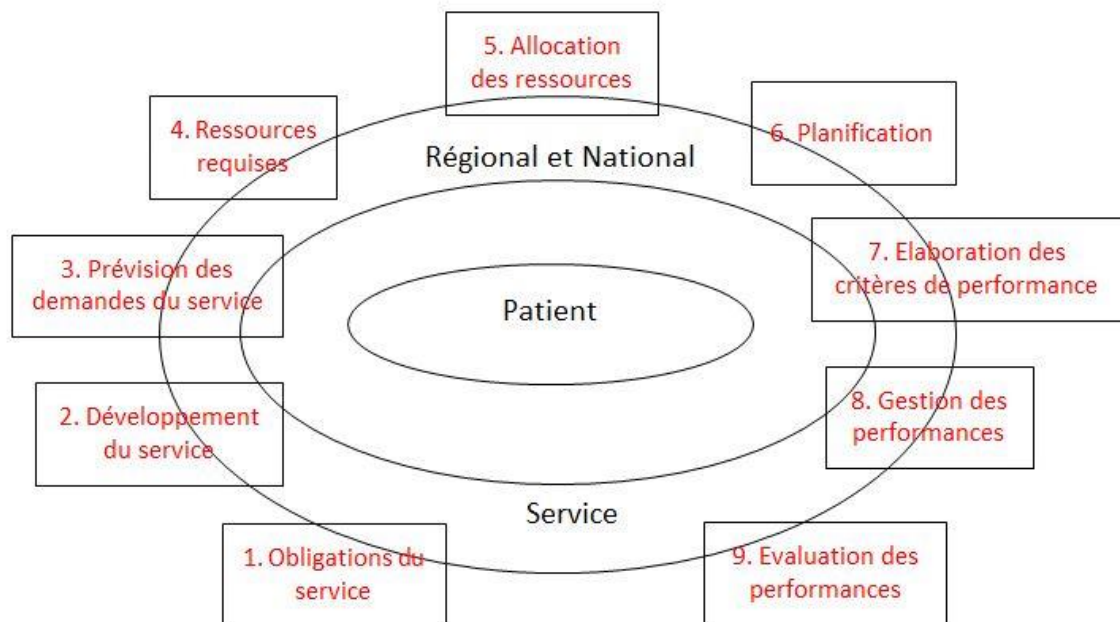 5. Allocation
des ressources
4. Ressources
requises
6. Planification
Régional et National
3. Prévision des
demandes du service
7. Elaboration des
critères de performance
Patient
2. Développement
du service
8. Gestion des
performances
Service
1. Obligations du
service
9. Evaluation des
performances